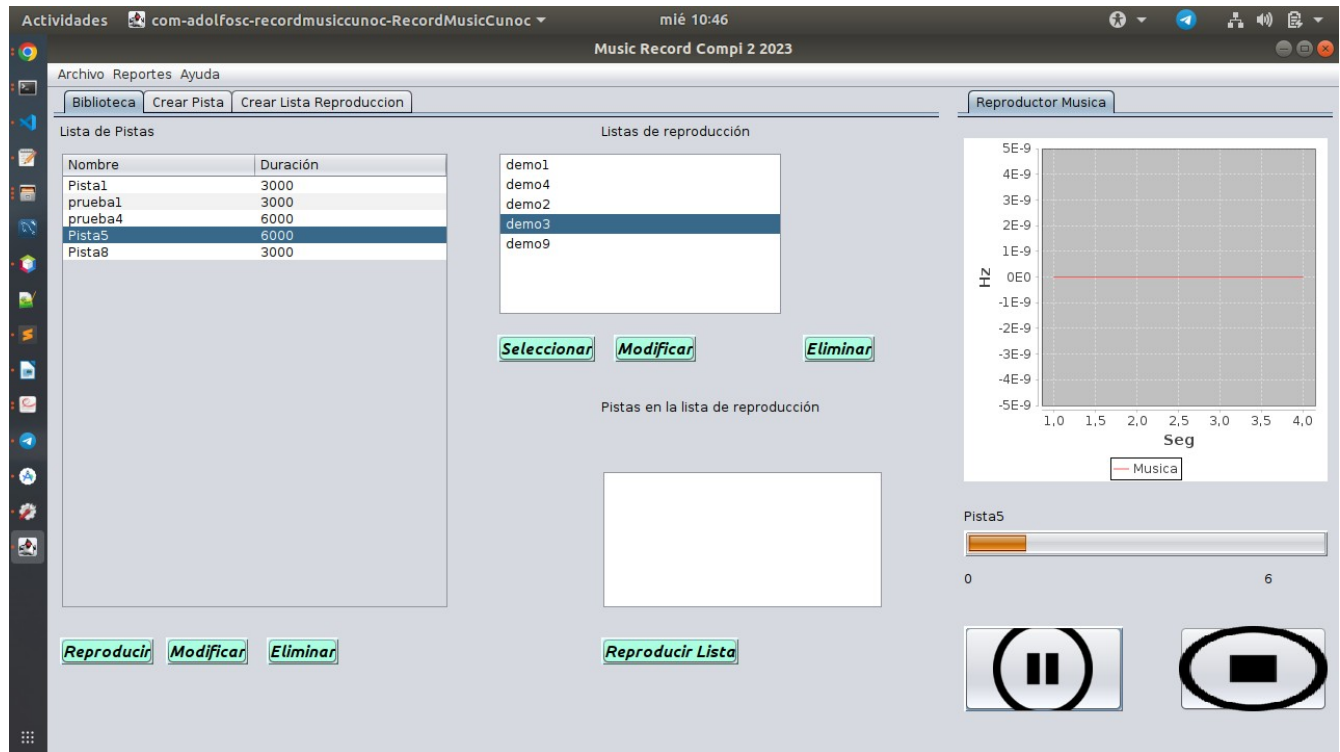 Actividades com-adolfosc-recordmusiccunoc-RecordMusicCunoc mié 10:46
Music Record Compi 2 2023
Archivo Reportes Ayuda
Biblioteca Crear Pista Crear Lista Reproduccion
Reproductor Musica
Lista de Pistas
Nombre Duración
Pista1 3000
prueba1 3000
prueba4 6000
Pista5 6000
Pista8 3000
Reproducir Modificar Eliminar
Listas de reproducción
demo1
demo4
demo2
demo3
demo9
Seleccionar Modificar Eliminar
Pistas en la lista de reproducción
Reproducir Lista
5E-9
4E-9
3E-9
2E-9
1E-9
0E0
-1E-9
-2E-9
-3E-9
-4E-9
-5E-9
Hz
1,0 1,5 2,0 2,5 3,0 3,5 4,0
Seg
Musica
Pista5
0 6